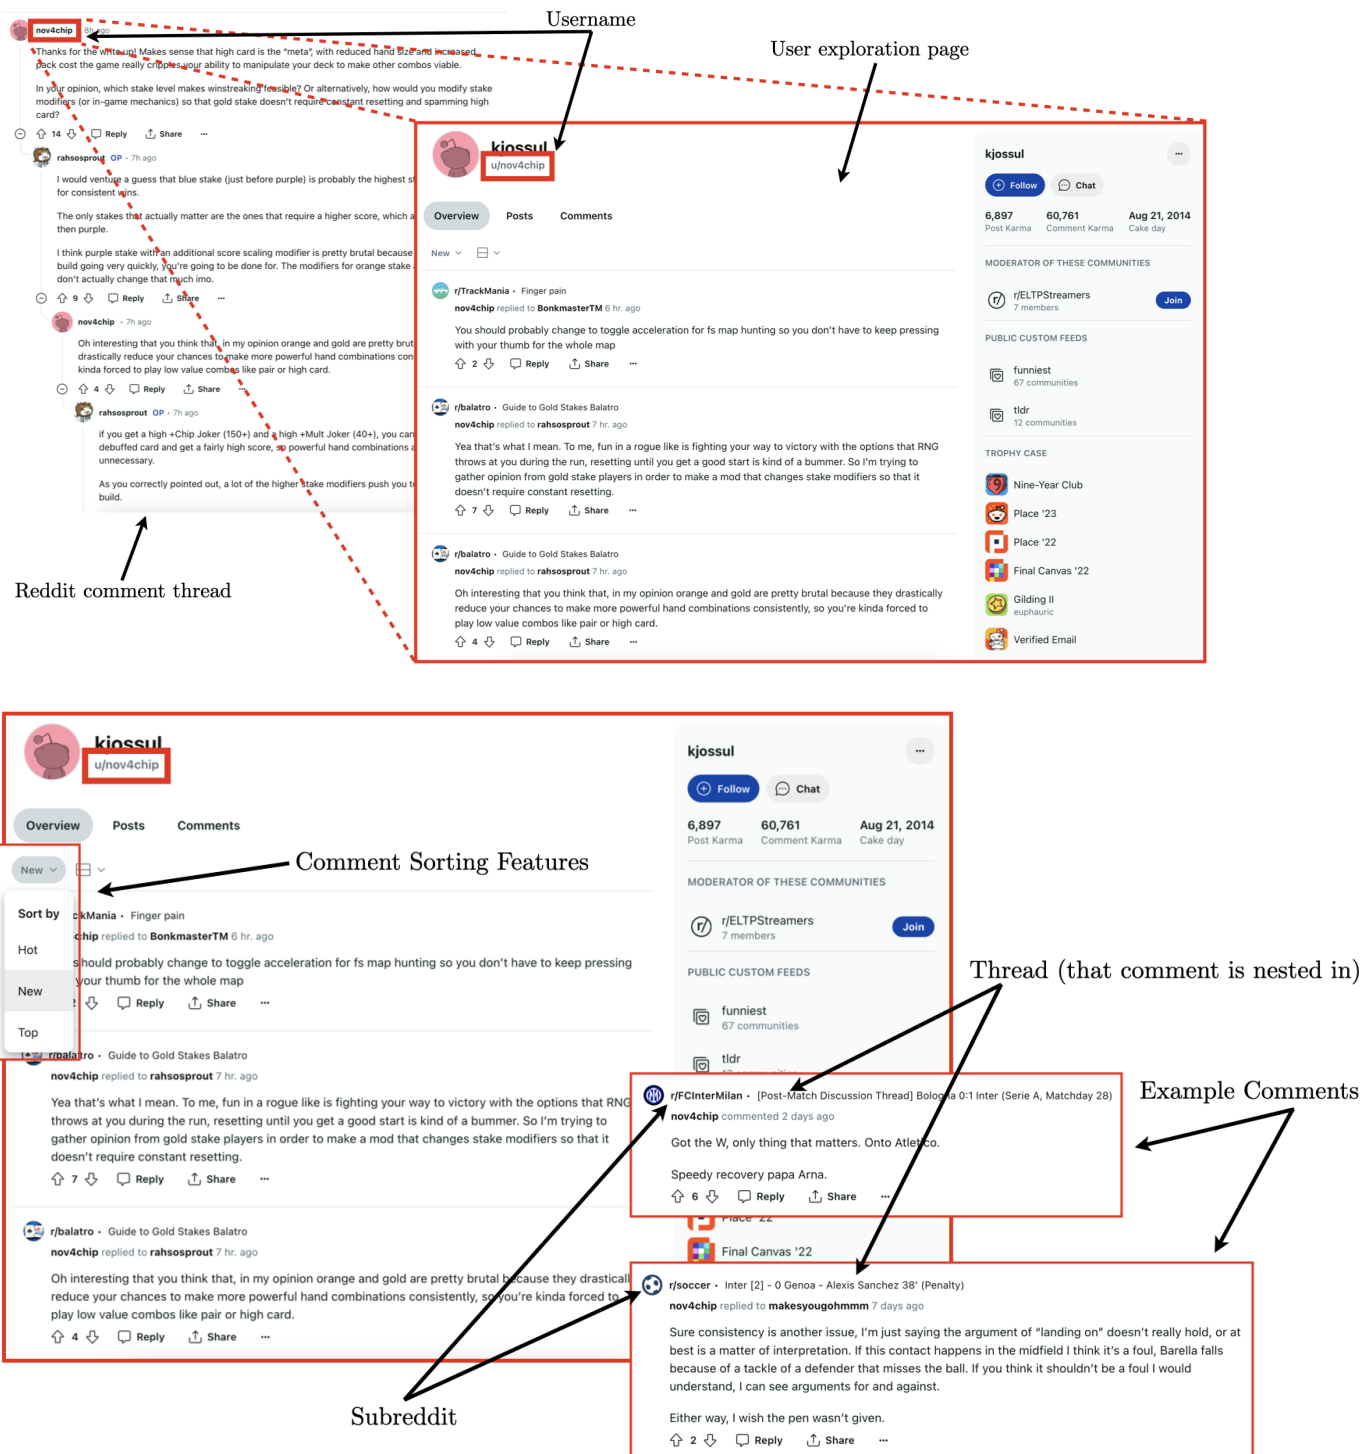 Username
User exploration page
nov4chip 8h ago
Thanks for the write up! Makes sense that high card is the "meta", with reduced hand size and increased
pack cost the game really cripples your ability to manipulate your deck to make other combos viable.
In your opinion, which stake level makes winstreaking feasible? Or alternatively, how would you modify stake
modifiers (or in-game mechanics) so that gold stake doesn't require constant resetting and spamming high
card?
14 Reply Share ···
rahsosprout OP · 7h ago
I would venture a guess that blue stake (just before purple) is probably the highest st
for consistent wins.
The only stakes that actually matter are the ones that require a higher score, which a
then purple.
I think purple stake with an additional score scaling modifier is pretty brutal because
build going very quickly, you're going to be done for. The modifiers for orange stake
don't actually change that much imo.
9 Reply Share ···
nov4chip · 7h ago
Oh interesting that you think that, in my opinion orange and gold are pretty brut
drastically reduce your chances to make more powerful hand combinations con
kinda forced to play low value combos like pair or high card.
4 Reply Share ···
rahsosprout OP · 7h ago
if you get a high +Chip Joker (150+) and a high +Mult Joker (40+), you can
debuffed card and get a fairly high score, so powerful hand combinations a
unnecessary.
As you correctly pointed out, a lot of the higher stake modifiers push you t
build.
Reddit comment thread
kjossul
u/nov4chip
Overview Posts Comments
New
r/TrackMania · Finger pain
nov4chip replied to BonkmasterTM 6 hr. ago
You should probably change to toggle acceleration for fs map hunting so you don't have to keep pressing
with your thumb for the whole map
2 Reply Share ···
r/balatro · Guide to Gold Stakes Balatro
nov4chip replied to rahsosprout 7 hr. ago
Yea that's what I mean. To me, fun in a rogue like is fighting your way to victory with the options that RNG
throws at you during the run, resetting until you get a good start is kind of a bummer. So I'm trying to
gather opinion from gold stake players in order to make a mod that changes stake modifiers so that it
doesn't require constant resetting.
7 Reply Share ···
r/balatro · Guide to Gold Stakes Balatro
nov4chip replied to rahsosprout 7 hr. ago
Oh interesting that you think that, in my opinion orange and gold are pretty brutal because they drastically
reduce your chances to make more powerful hand combinations consistently, so you're kinda forced to
play low value combos like pair or high card.
4 Reply Share ···
kjossul ···
Follow Chat
6,897 60,761 Aug 21, 2014
Post Karma Comment Karma Cake day
MODERATOR OF THESE COMMUNITIES
r/ELTPStreamers
7 members
Join
PUBLIC CUSTOM FEEDS
funniest
67 communities
tldr
12 communities
TROPHY CASE
Nine-Year Club
Place '23
Place '22
Final Canvas '22
Gilding II
euphauric
Verified Email
kjossul
u/nov4chip
Overview Posts Comments
New
Comment Sorting Features
Sort by
Hot
New
Top
ckMania · Finger pain
chip replied to BonkmasterTM 6 hr. ago
should probably change to toggle acceleration for fs map hunting so you don't have to keep pressing
your thumb for the whole map
2 Reply Share ···
r/balatro · Guide to Gold Stakes Balatro
nov4chip replied to rahsosprout 7 hr. ago
Yea that's what I mean. To me, fun in a rogue like is fighting your way to victory with the options that RNG
throws at you during the run, resetting until you get a good start is kind of a bummer. So I'm trying to
gather opinion from gold stake players in order to make a mod that changes stake modifiers so that it
doesn't require constant resetting.
7 Reply Share ···
r/balatro · Guide to Gold Stakes Balatro
nov4chip replied to rahsosprout 7 hr. ago
Oh interesting that you think that, in my opinion orange and gold are pretty brutal because they drasticall
reduce your chances to make more powerful hand combinations consistently, so you're kinda forced to
play low value combos like pair or high card.
4 Reply Share ···
kjossul ···
Follow Chat
6,897 60,761 Aug 21, 2014
Post Karma Comment Karma Cake day
MODERATOR OF THESE COMMUNITIES
r/ELTPStreamers
7 members
Join
PUBLIC CUSTOM FEEDS
funniest
67 communities
tldr
Place '22
Final Canvas '22
Thread (that comment is nested in)
Example Comments
r/FCInterMilan · [Post-Match Discussion Thread] Bologna 0:1 Inter (Serie A, Matchday 28)
nov4chip commented 2 days ago
Got the W, only thing that matters. Onto Atletico.
Speedy recovery papa Arna.
6 Reply Share ···
r/soccer · Inter [2] - 0 Genoa - Alexis Sanchez 38' (Penalty)
nov4chip replied to makesyougohmmm 7 days ago
Sure consistency is another issue, I'm just saying the argument of "landing on" doesn't really hold, or at
best is a matter of interpretation. If this contact happens in the midfield I think it's a foul, Barella falls
because of a tackle of a defender that misses the ball. If you think it shouldn't be a foul I would
understand, I can see arguments for and against.
Either way, I wish the pen wasn't given.
2 Reply Share ···
Subreddit